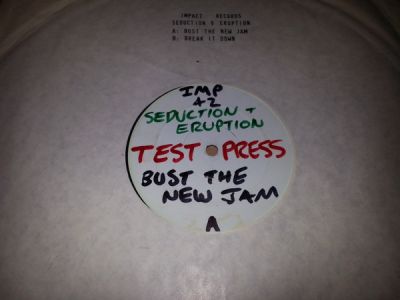 IMPACT RECORDS
SEDUCTION & ERUPTION
A: BUST THE NEW JAM
B: BREAK IT DOWN
IMP
42
SEDUCTION +
ERUPTION
TEST PRESS
BUST THE
NEW JAM
A